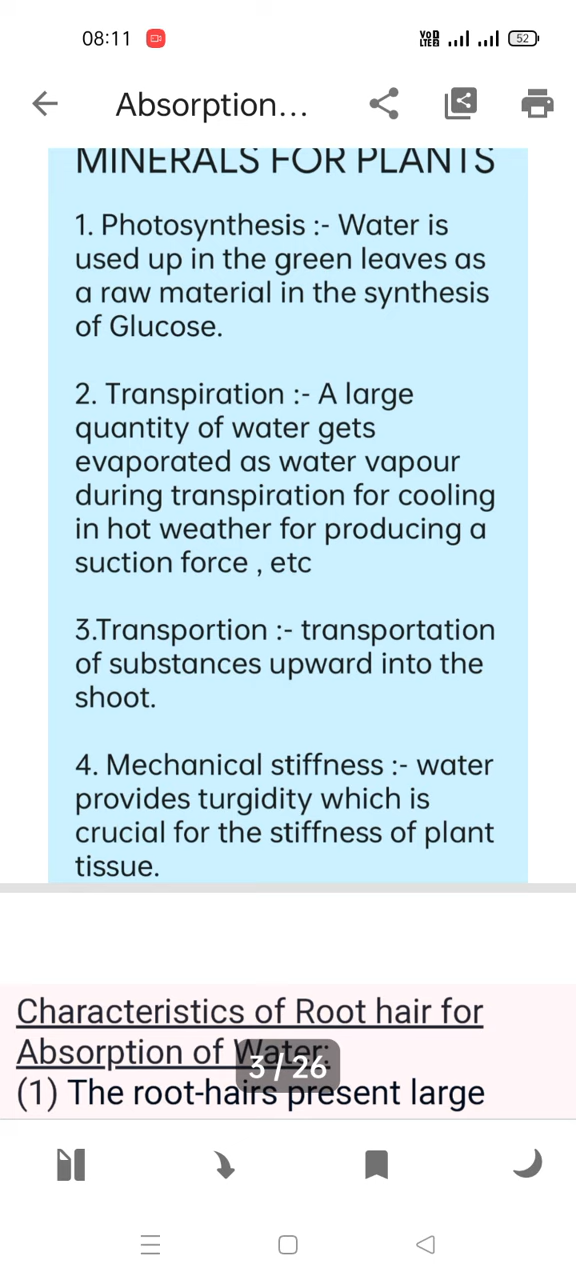 08:11
VoD LTE2 52
Absorption...
MINERALS FOR PLANTS
1. Photosynthesis :- Water is
used up in the green leaves as
a raw material in the synthesis
of Glucose.
2. Transpiration :- A large
quantity of water gets
evaporated as water vapour
during transpiration for cooling
in hot weather for producing a
suction force , etc
3.Transportion :- transportation
of substances upward into the
shoot.
4. Mechanical stiffness :- water
provides turgidity which is
crucial for the stiffness of plant
tissue.
Characteristics of Root hair for
Absorption of Water:
3 / 26
(1) The root-hairs present large